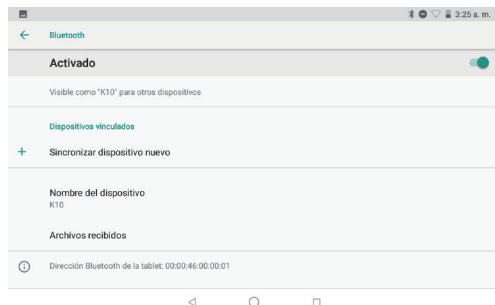 3:25 a. m.
Bluetooth
Activado
Visible como "K10" para otros dispositivos
Dispositivos vinculados
Sincronizar dispositivo nuevo
Nombre del dispositivo
K10
Archivos recibidos
Dirección Bluetooth de la tablet: 00:00:46:00:00:01